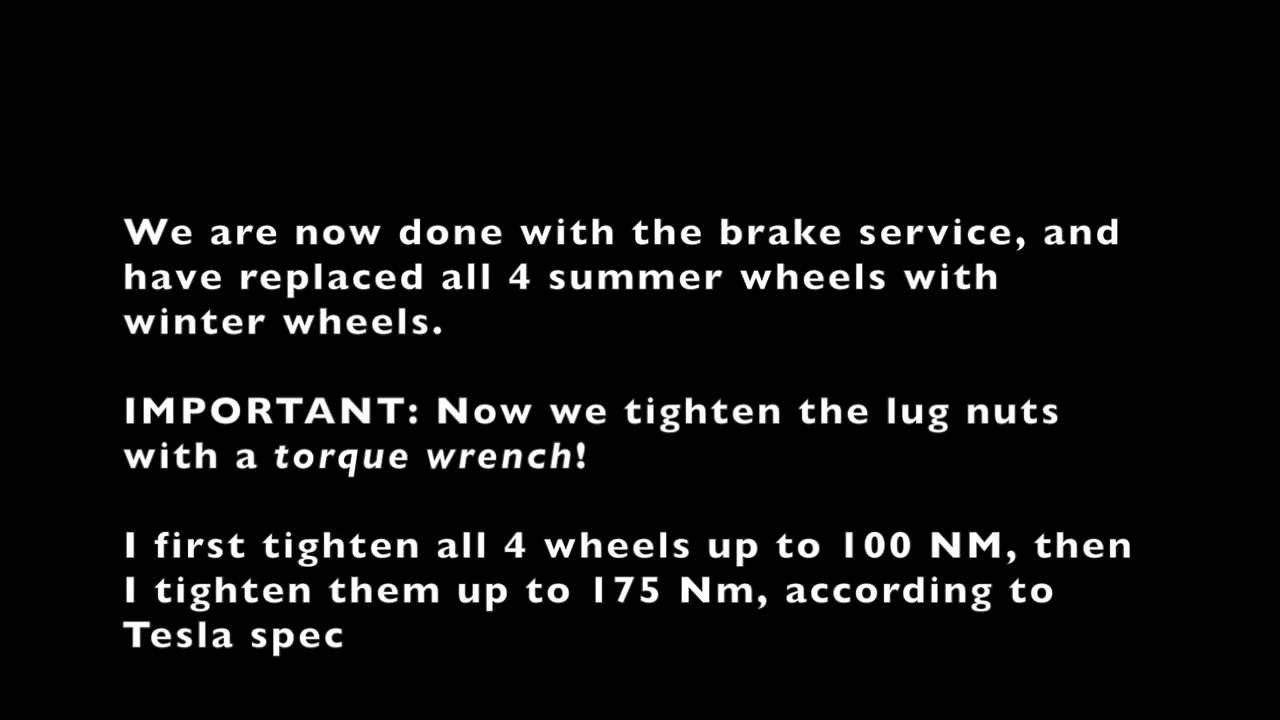 We are now done with the brake service, and
have replaced all 4 summer wheels with
winter wheels.
IMPORTANT: Now we tighten the lug nuts
with a torque wrench!
I first tighten all 4 wheels up to 100 NM, then
I tighten them up to 175 Nm, according to
Tesla spec